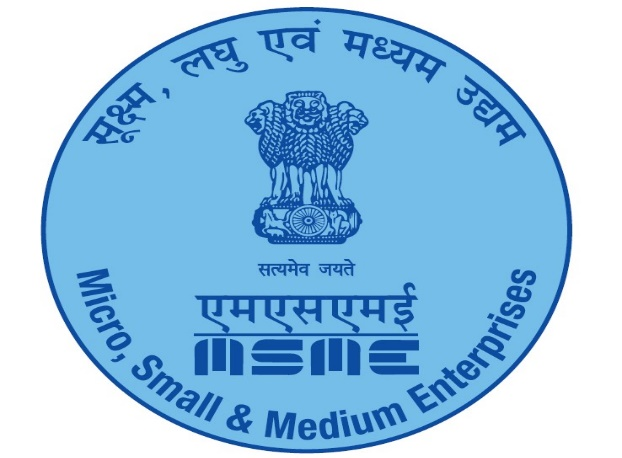 सूक्ष्म, लघु एवं मध्यम उद्यम
सत्यमेव जयते
एमएसएमई
MSME
Micro, Small & Medium Enterprises